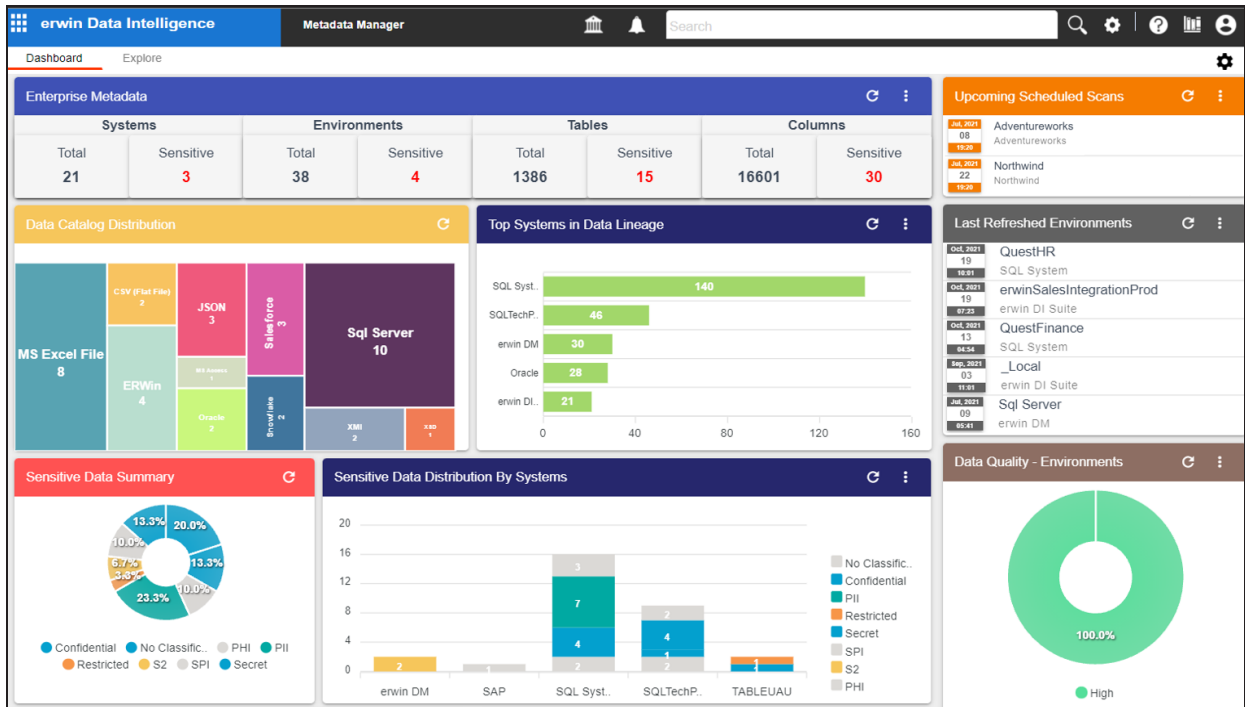 erwin Data Intelligence
Metadata Manager
Search
Dashboard
Explore
Enterprise Metadata
Systems
Environments
Tables
Columns
Total
Sensitive
Total
Sensitive
Total
Sensitive
Total
Sensitive
21
3
38
4
1386
15
16601
30
Upcoming Scheduled Scans
Jul, 2021
08
19:20
Adventureworks
Adventureworks
Jul, 2021
22
19:20
Northwind
Northwind
Data Catalog Distribution
MS Excel File
8
CSV (Flat File)
2
ERWin
4
JSON
3
MS Access
1
Oracle
2
Salesforce
3
Snowflake
2
Sql Server
10
XMI
2
XSD
1
Top Systems in Data Lineage
SQL Syst..
140
SQLTechP..
46
erwin DM
30
Oracle
28
erwin DI..
21
0
40
80
120
160
Last Refreshed Environments
Oct, 2021
19
10:01
QuestHR
SQL System
Oct, 2021
19
07:23
erwinSalesIntegrationProd
erwin DI Suite
Oct, 2021
13
04:54
QuestFinance
SQL System
Sep, 2021
03
11:01
_Local
erwin DI Suite
Jul, 2021
09
05:41
Sql Server
erwin DM
Sensitive Data Summary
13.3%
20.0%
10.0%
6.7%
13.3%
3.3%
10.0%
23.3%
Confidential
No Classific..
PHI
PII
Restricted
S2
SPI
Secret
Sensitive Data Distribution By Systems
20
16
12
8
4
0
2
1
3
7
4
2
2
4
1
2
1
erwin DM
SAP
SQL Syst..
SQLTechP..
TABLEUAU
No Classific..
Confidential
PII
Restricted
Secret
SPI
S2
PHI
Data Quality - Environments
100.0%
High